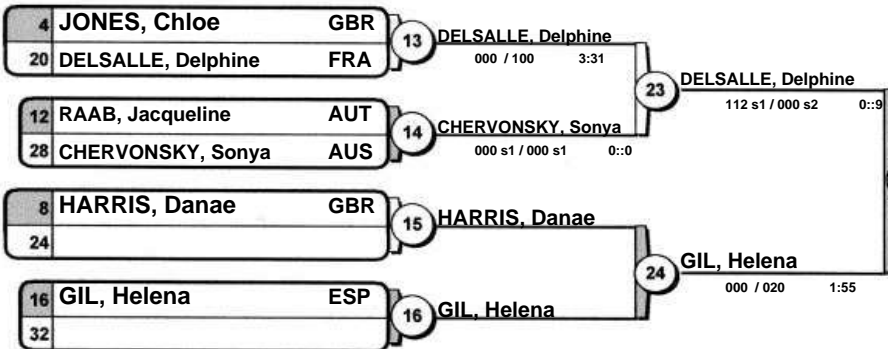 4 JONES, Chloe GBR
20 DELSALLE, Delphine FRA
13
DELSALLE, Delphine
000 / 100 3:31
12 RAAB, Jacqueline AUT
28 CHERVONSKY, Sonya AUS
14
CHERVONSKY, Sonya
000 s1 / 000 s1 0::0
23
DELSALLE, Delphine
112 s1 / 000 s2 0::9
8 HARRIS, Danae GBR
24
15
HARRIS, Danae
16 GIL, Helena ESP
32
16
GIL, Helena
24
GIL, Helena
000 / 020 1:55